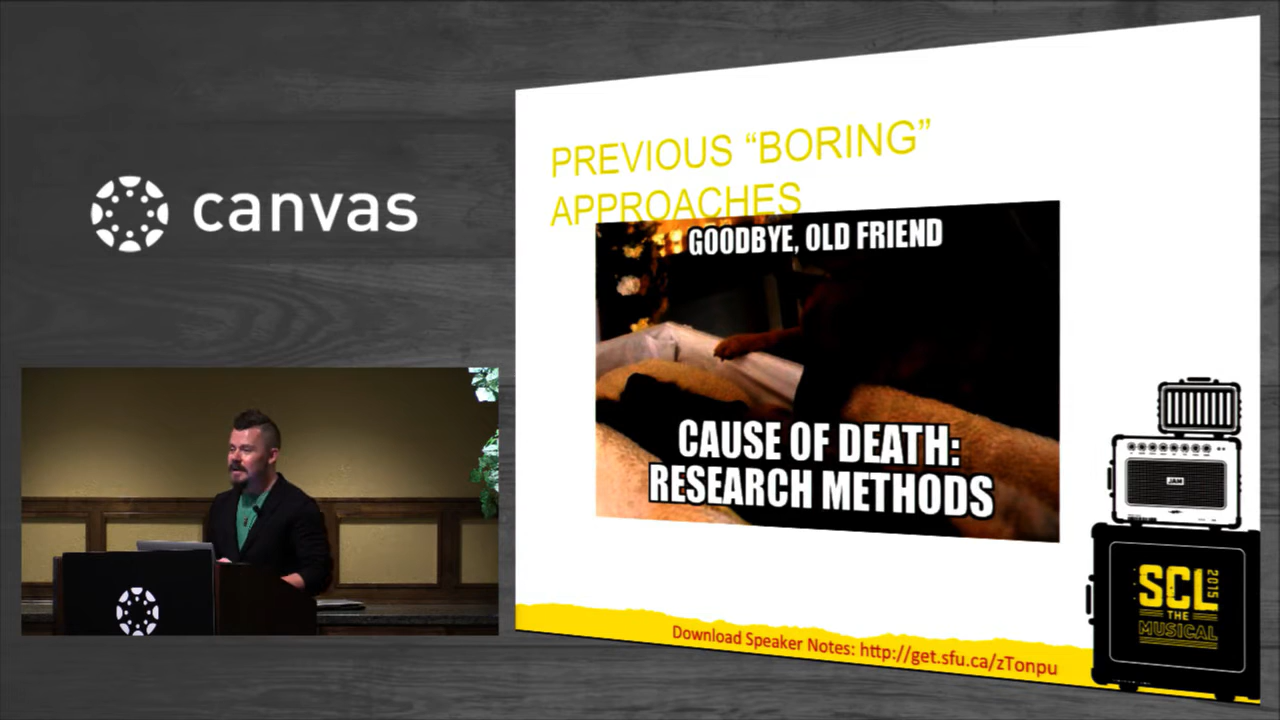 canvas
PREVIOUS “BORING”
APPROACHES
GOODBYE, OLD FRIEND
CAUSE OF DEATH:
RESEARCH METHODS
JAM
SCL
2015
THE
MUSICAL
Download Speaker Notes: http://get.sfu.ca/zTonpu